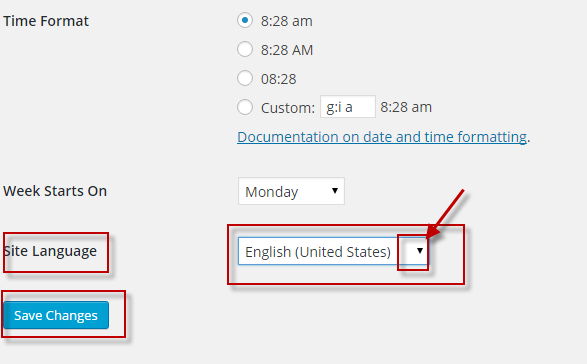 Time Format
8:28 am
8:28 AM
08:28
Custom: g:i a 8:28 am
Documentation on date and time formatting.
Week Starts On Monday
Site Language English (United States)
Save Changes